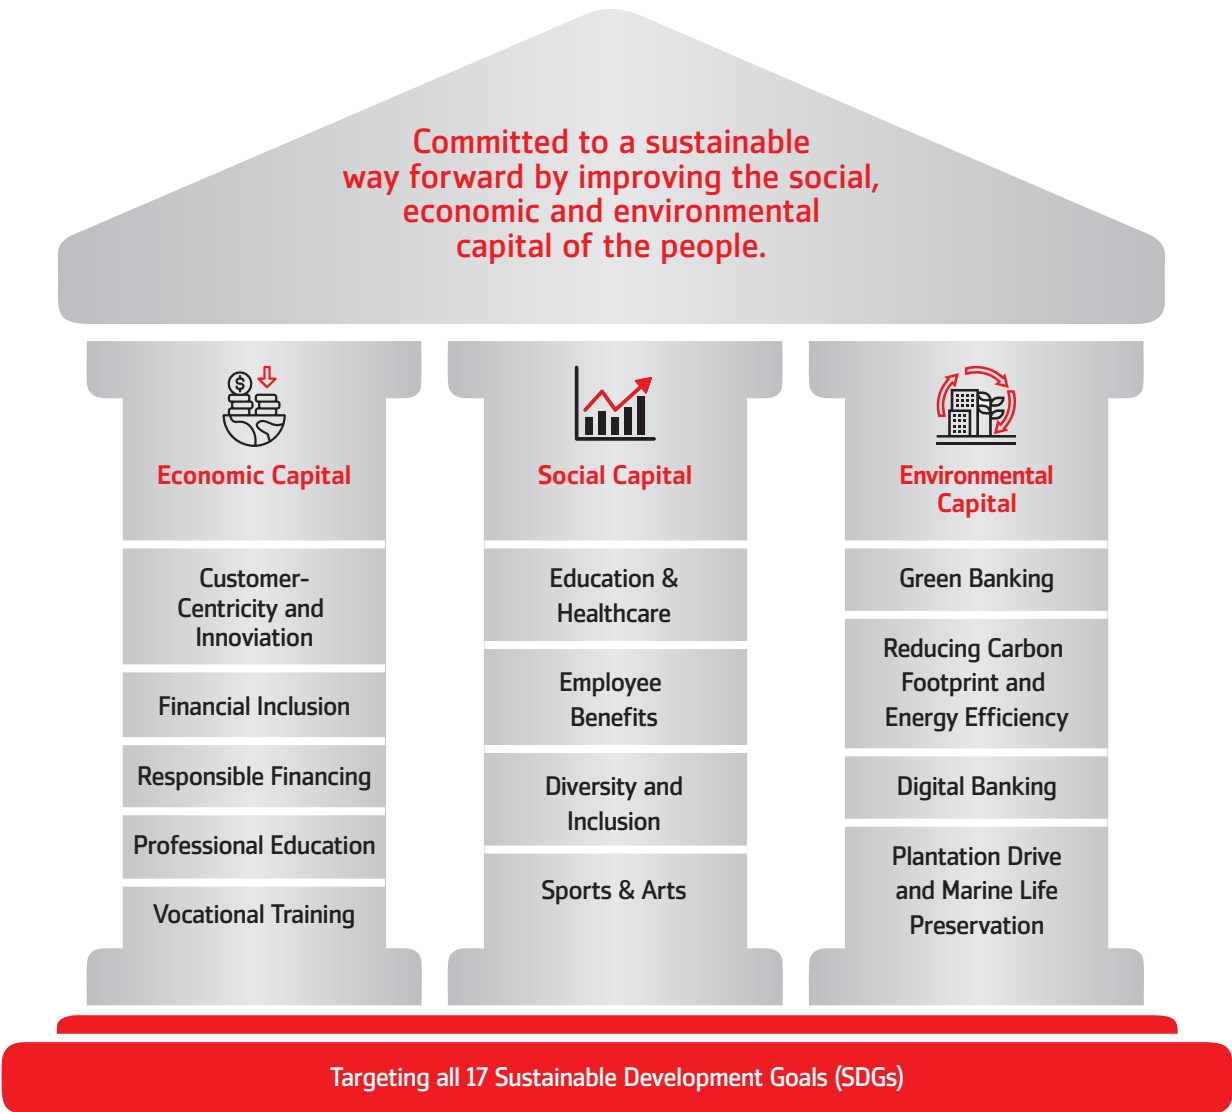 Committed to a sustainable
way forward by improving the social,
economic and environmental
capital of the people.
$
Economic Capital
Customer-
Centricity and
Innoviation
Financial Inclusion
Responsible Financing
Professional Education
Vocational Training
Social Capital
Education &
Healthcare
Employee
Benefits
Diversity and
Inclusion
Sports & Arts
Environmental
Capital
Green Banking
Reducing Carbon
Footprint and
Energy Efficiency
Digital Banking
Plantation Drive
and Marine Life
Preservation
Targeting all 17 Sustainable Development Goals (SDGs)